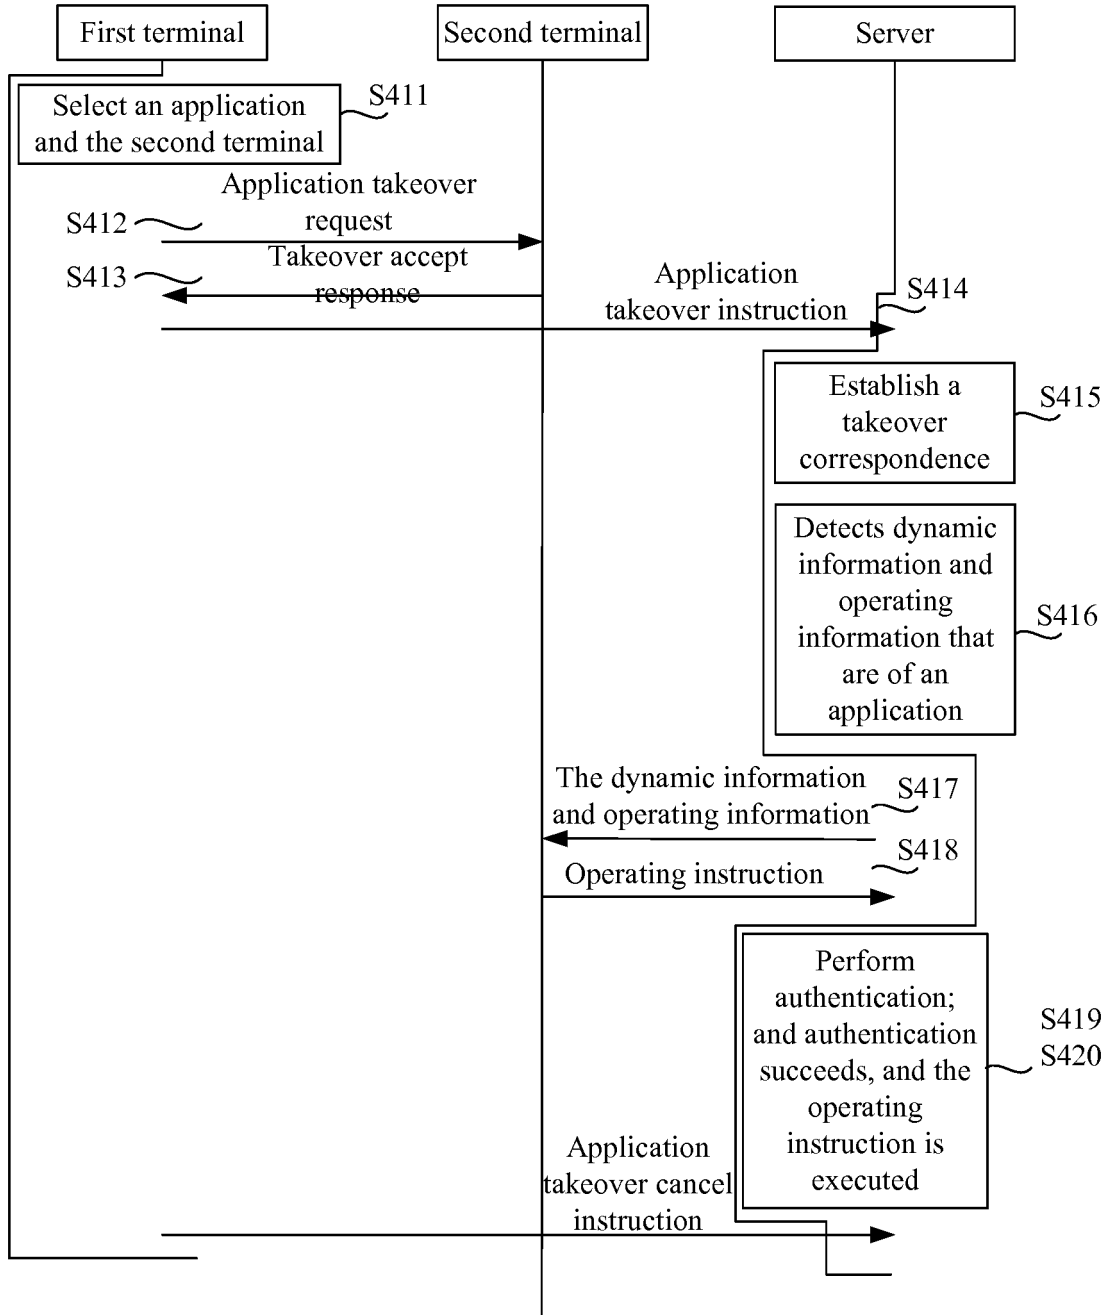 First terminal
Second terminal
Server
Select an application
and the second terminal
S411
Application takeover
request
S412
Takeover accept
response
S413
Application
takeover instruction
S414
Establish a
takeover
correspondence
S415
Detects dynamic
information and
operating
information that
are of an
application
S416
The dynamic information
and operating information
S417
Operating instruction
S418
Perform
authentication;
and authentication
succeeds, and the
operating
instruction is
executed
S419
S420
Application
takeover cancel
instruction